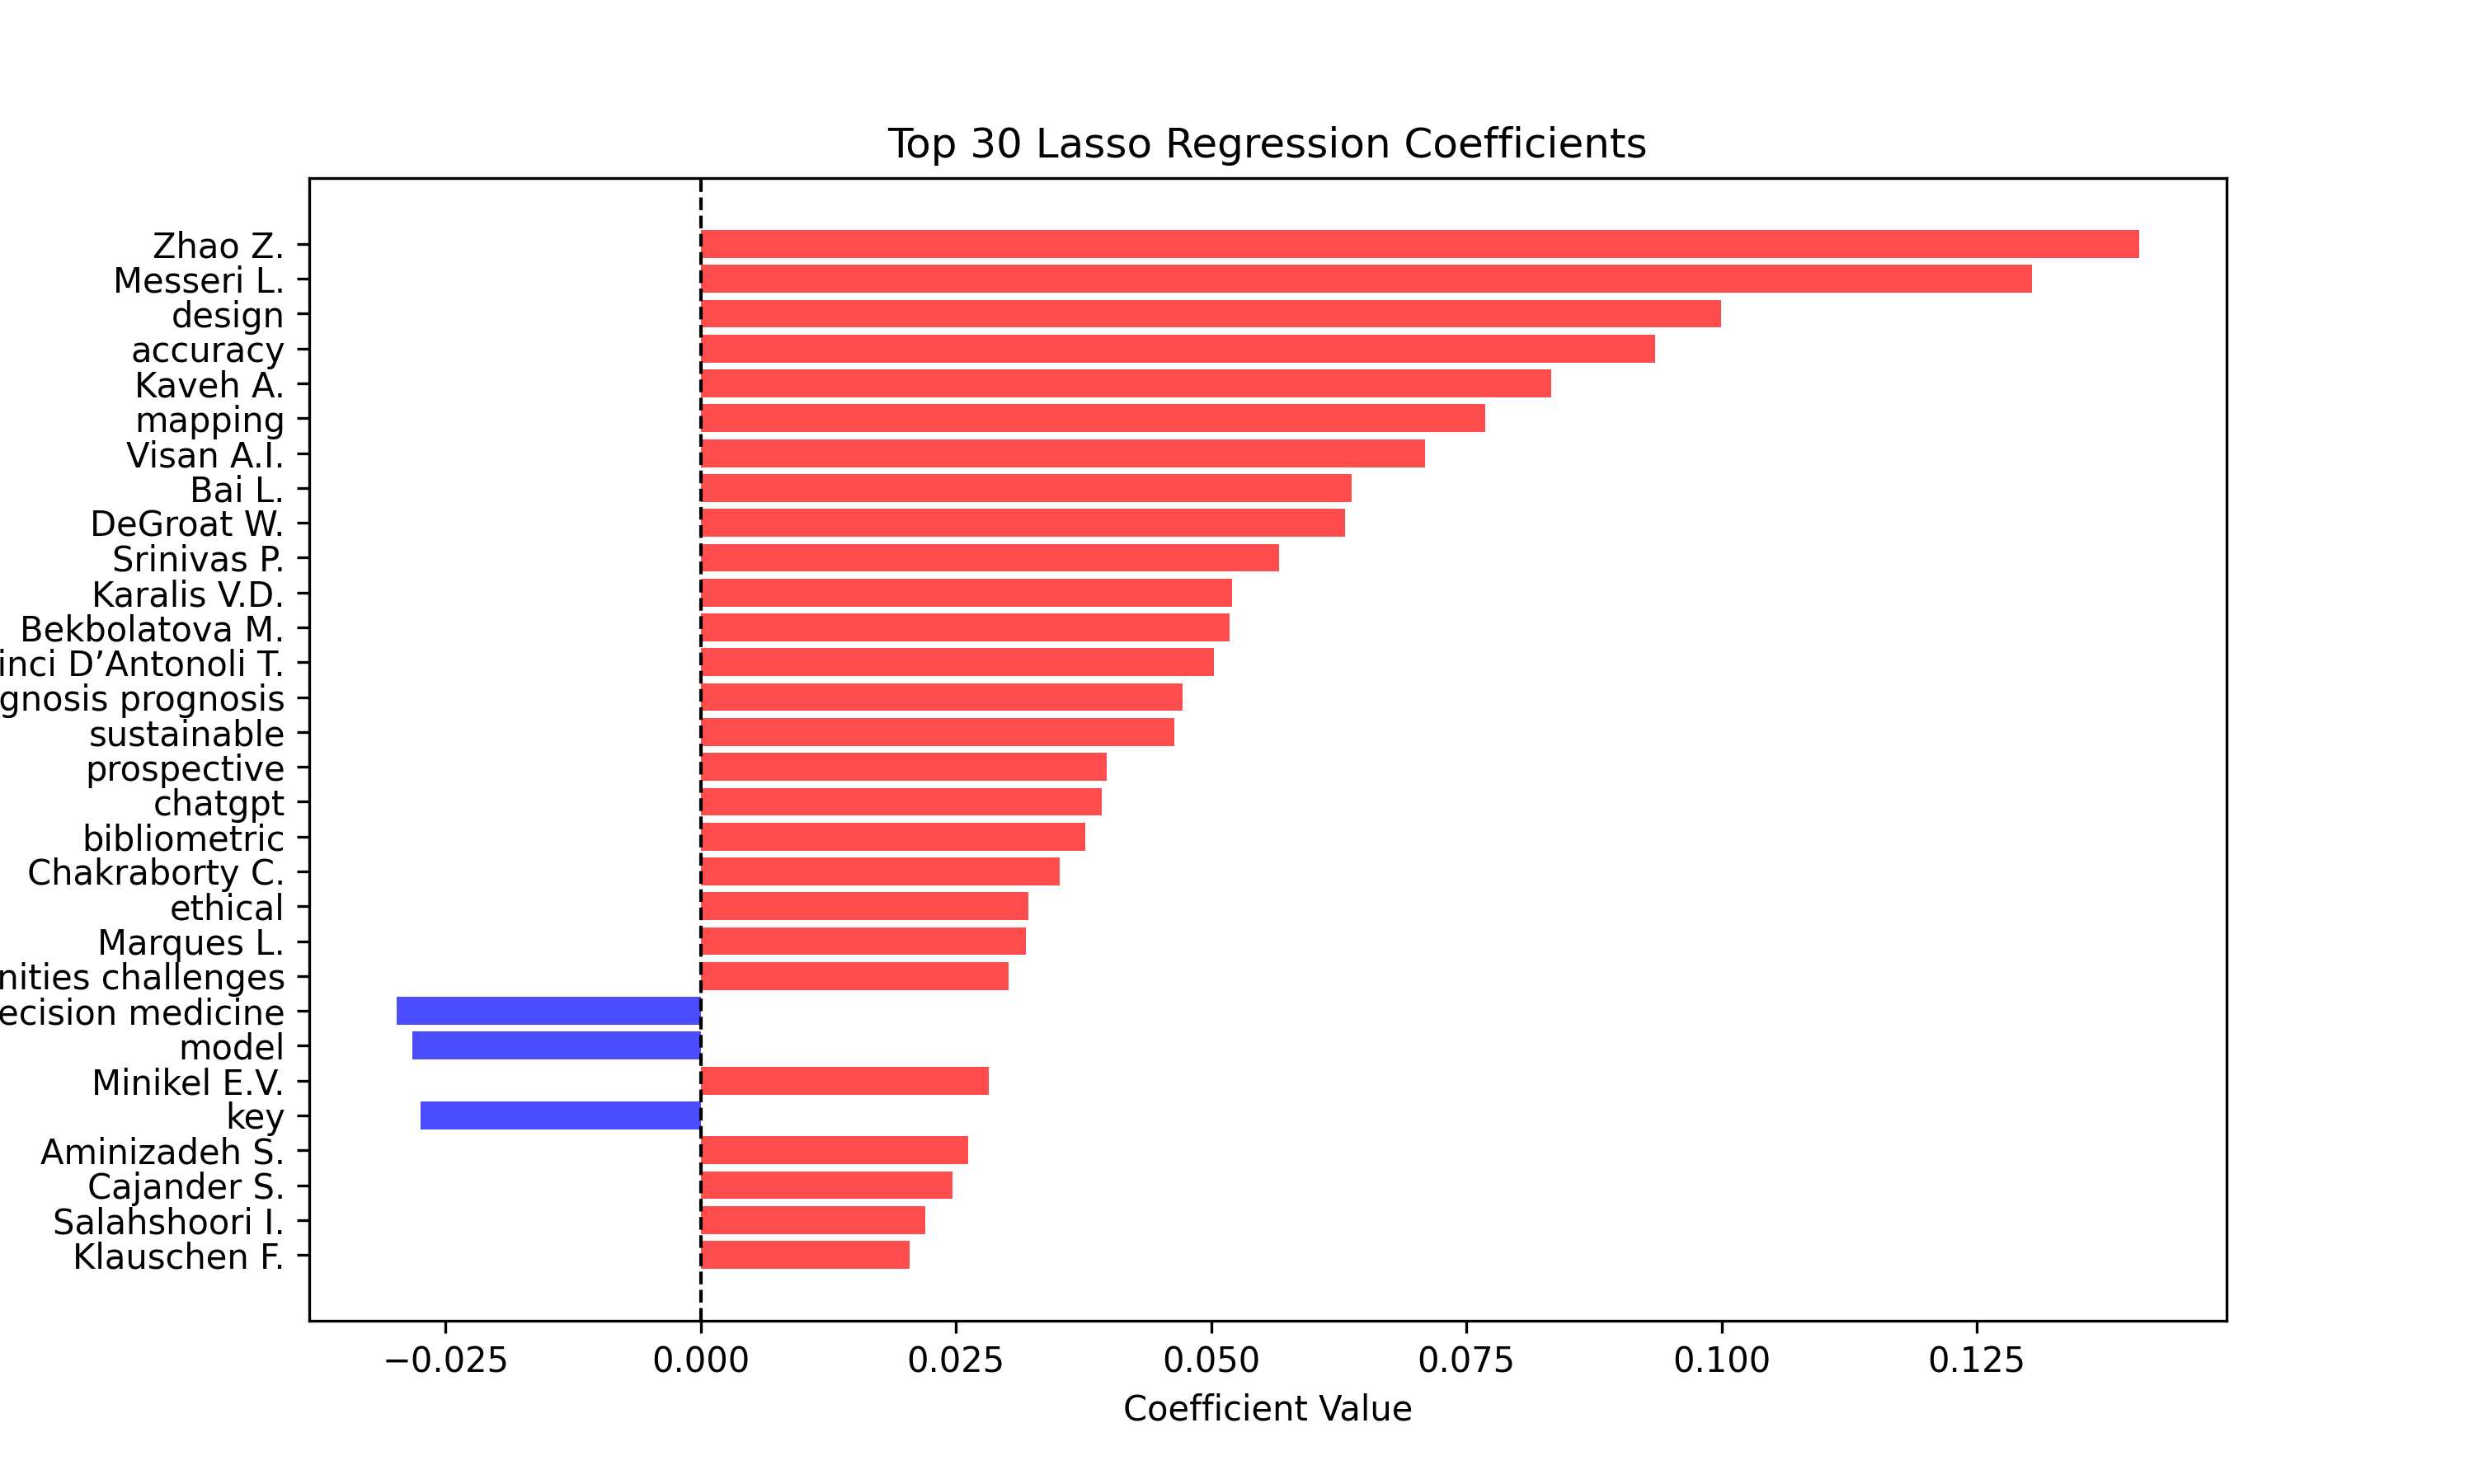 Top 30 Lasso Regression Coefficients
Zhao Z.
Messeri L.
design
accuracy
Kaveh A.
mapping
Visan A.I.
Bai L.
DeGroat W.
Srinivas P.
Karalis V.D.
Bekbolatova M.
inci D’Antonoli T.
gnosis prognosis
sustainable
prospective
chatgpt
bibliometric
Chakraborty C.
ethical
Marques L.
nities challenges
ecision medicine
model
Minikel E.V.
key
Aminizadeh S.
Cajander S.
Salahshoori I.
Klauschen F.
−0.025 0.000 0.025 0.050 0.075 0.100 0.125
Coefficient Value